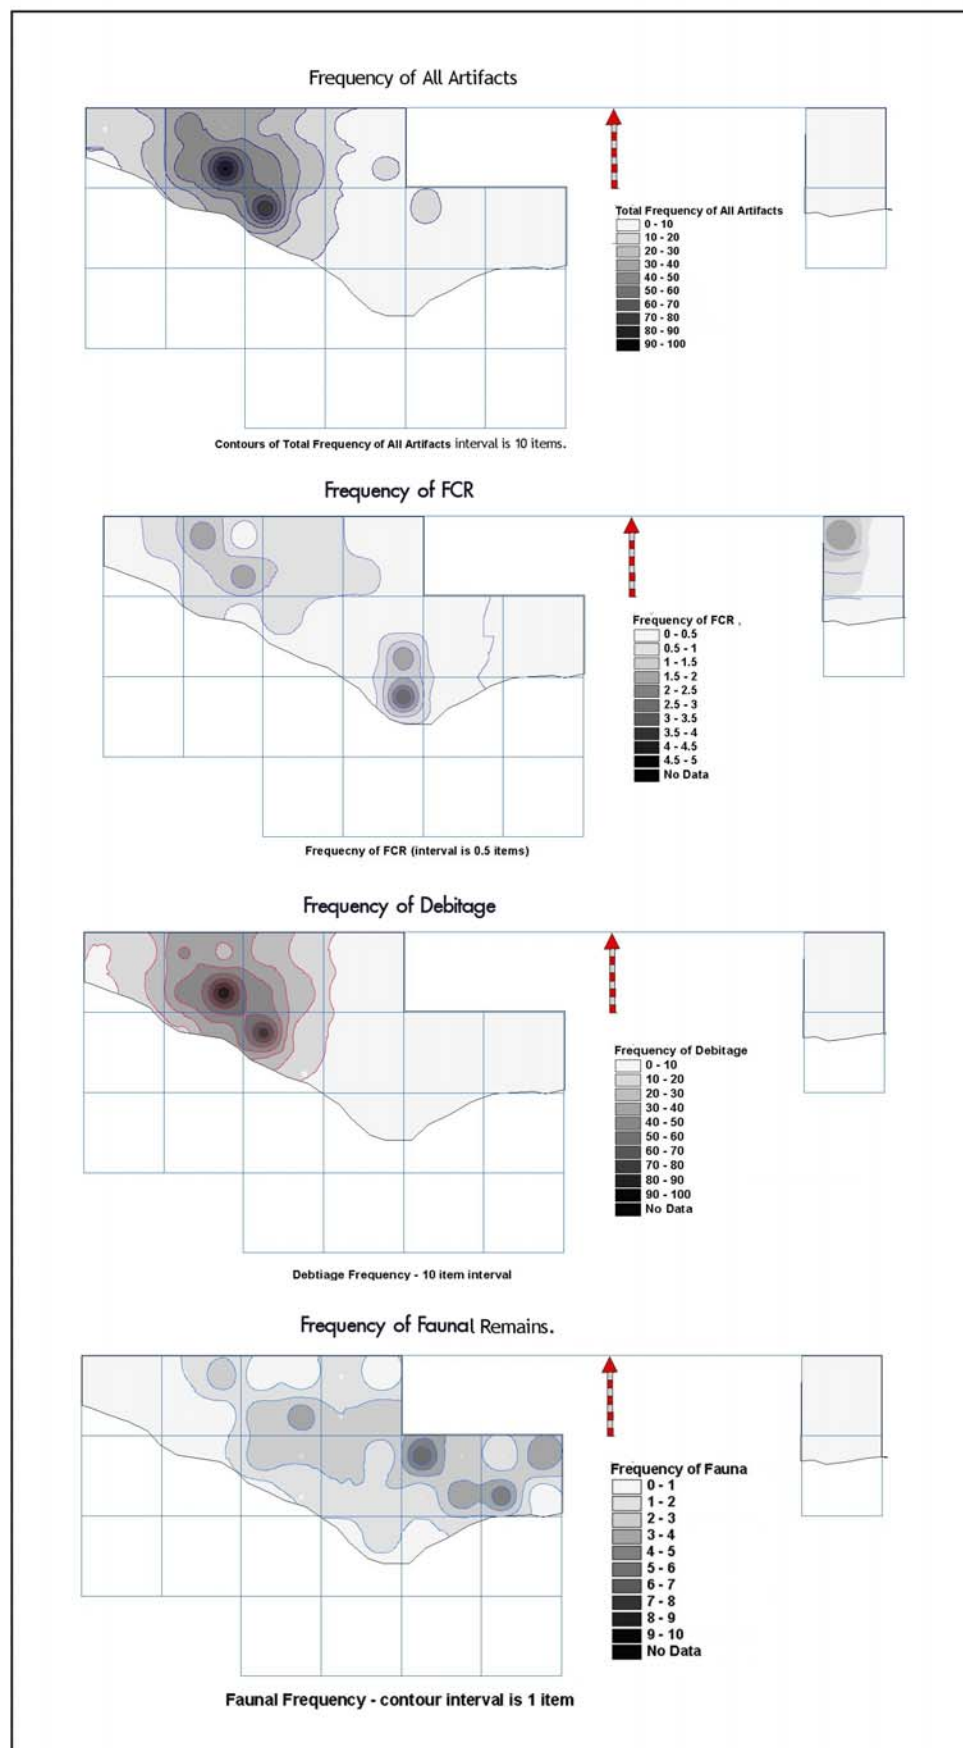 Frequency of All Artifacts
Total Frequency of All Artifacts
0 - 10
10 - 20
20 - 30
30 - 40
40 - 50
50 - 60
60 - 70
70 - 80
80 - 90
90 - 100
Contours of Total Frequency of All Artifacts interval is 10 items.
Frequency of FCR
Frequency of FCR .
0 - 0.5
0.5 - 1
1 - 1.5
1.5 - 2
2 - 2.5
2.5 - 3
3 - 3.5
3.5 - 4
4 - 4.5
4.5 - 5
No Data
Frequecny of FCR (interval is 0.5 items)
Frequency of Debitage
Frequency of Debitage
0 - 10
10 - 20
20 - 30
30 - 40
40 - 50
50 - 60
60 - 70
70 - 80
80 - 90
90 - 100
No Data
Debtiage Frequency - 10 item interval
Frequency of Faunal Remains.
Frequency of Fauna
0 - 1
1 - 2
2 - 3
3 - 4
4 - 5
5 - 6
6 - 7
7 - 8
8 - 9
9 - 10
No Data
Faunal Frequency - contour interval is 1 item